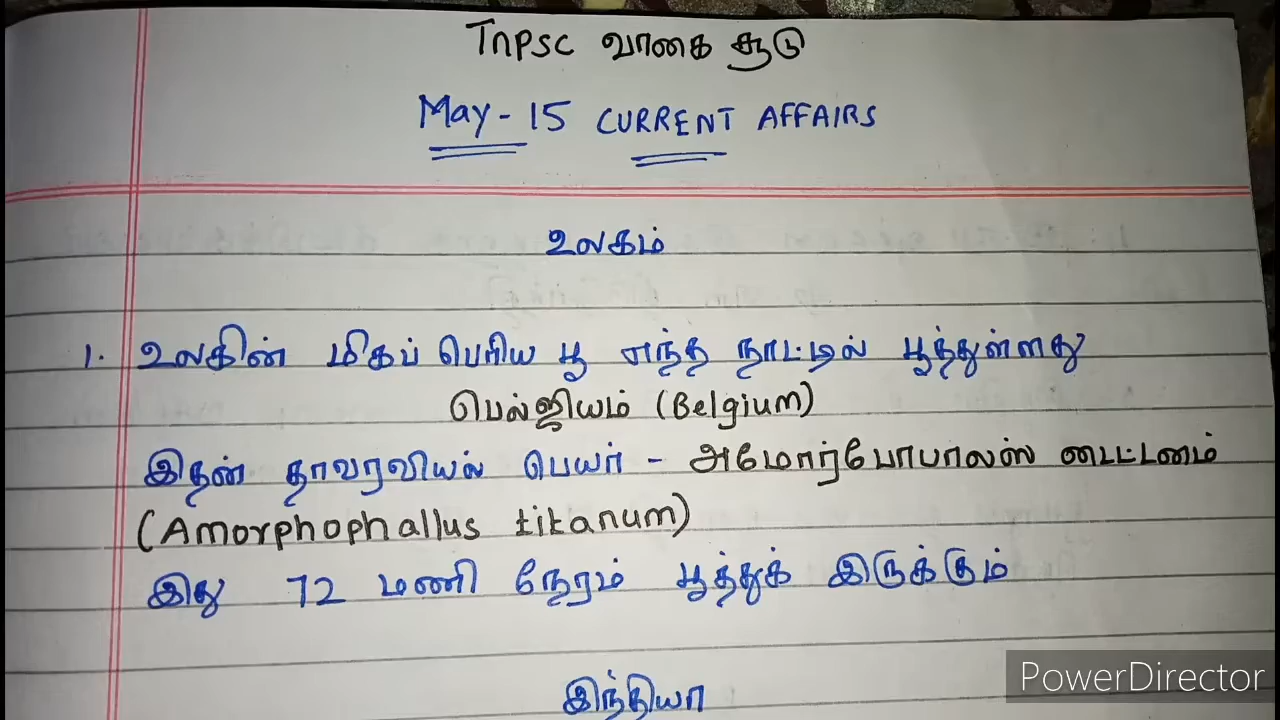 TNPSC வாகை சூடு
May - 15 CURRENT AFFAIRS
உலகம்
1. உலகின் மிகப் பெரிய பூ எந்த நாட்டில் பூத்துள்ளது
பெல்ஜியம் (Belgium)
இதன் தாவரவியல் பெயர் - அமோர்போபாலஸ் டைட்டனம்
(Amorphophallus titanum)
இது 72 மணி நேரம் பூத்துக் இருக்கும்
இந்தியா
PowerDirector